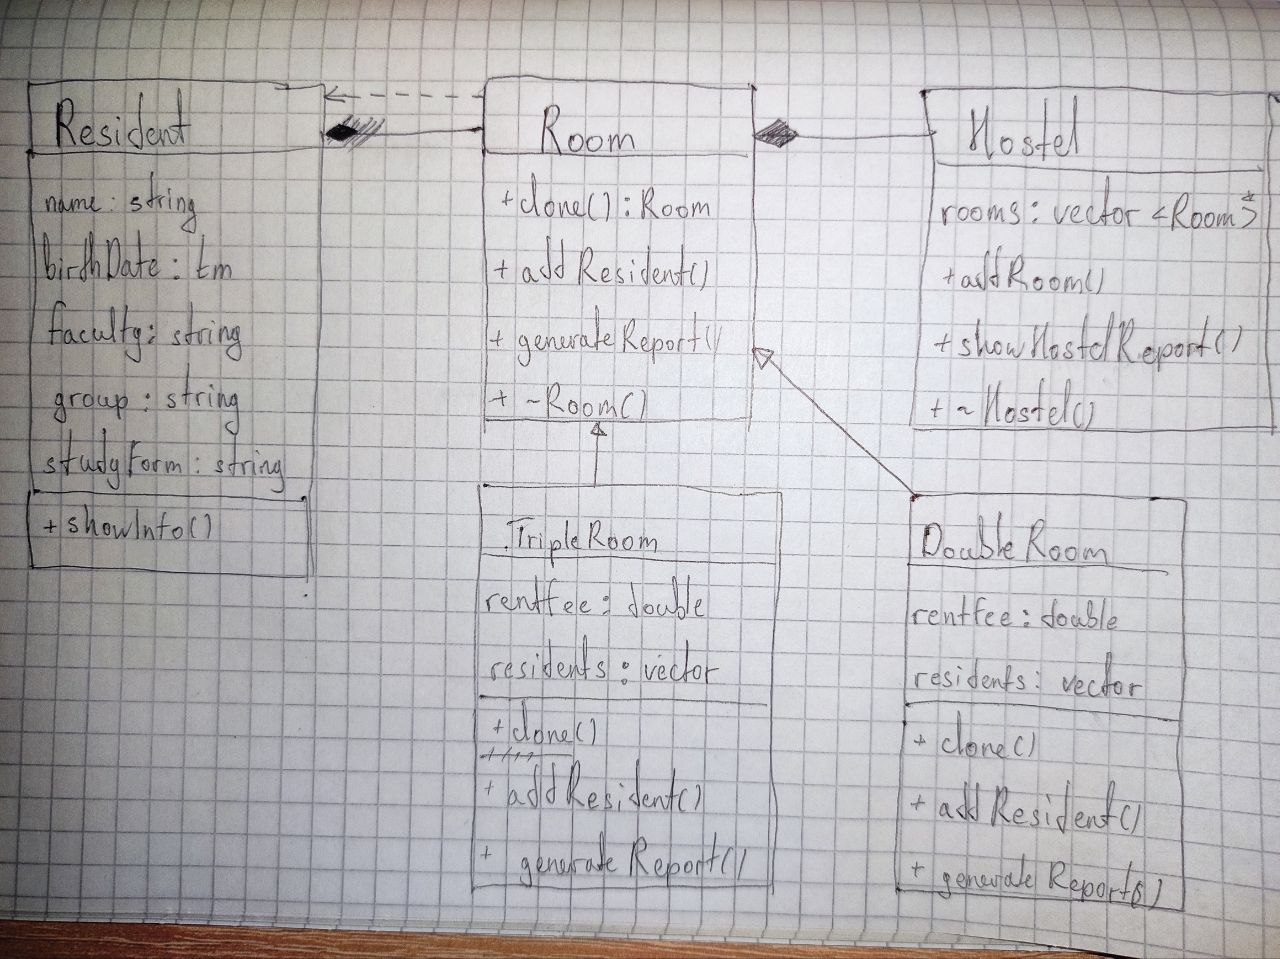 Resident
name: string
birthDate: tm
faculty: string
group: string
studyForm: string
+showInfo()
Room
+clone(): Room
+ addResident()
+ generateReport()
+ ~Room()
Hostel
rooms: vector <Room*>
+addRoom()
+showHostelReport()
+ ~Hostel()
TripleRoom
rentfee: double
residents: vector
+clone()
+ addResident()
+ generateReport()
DoubleRoom
rentfee: double
residents: vector
+ clone()
+ addResident()
+ generateReport()